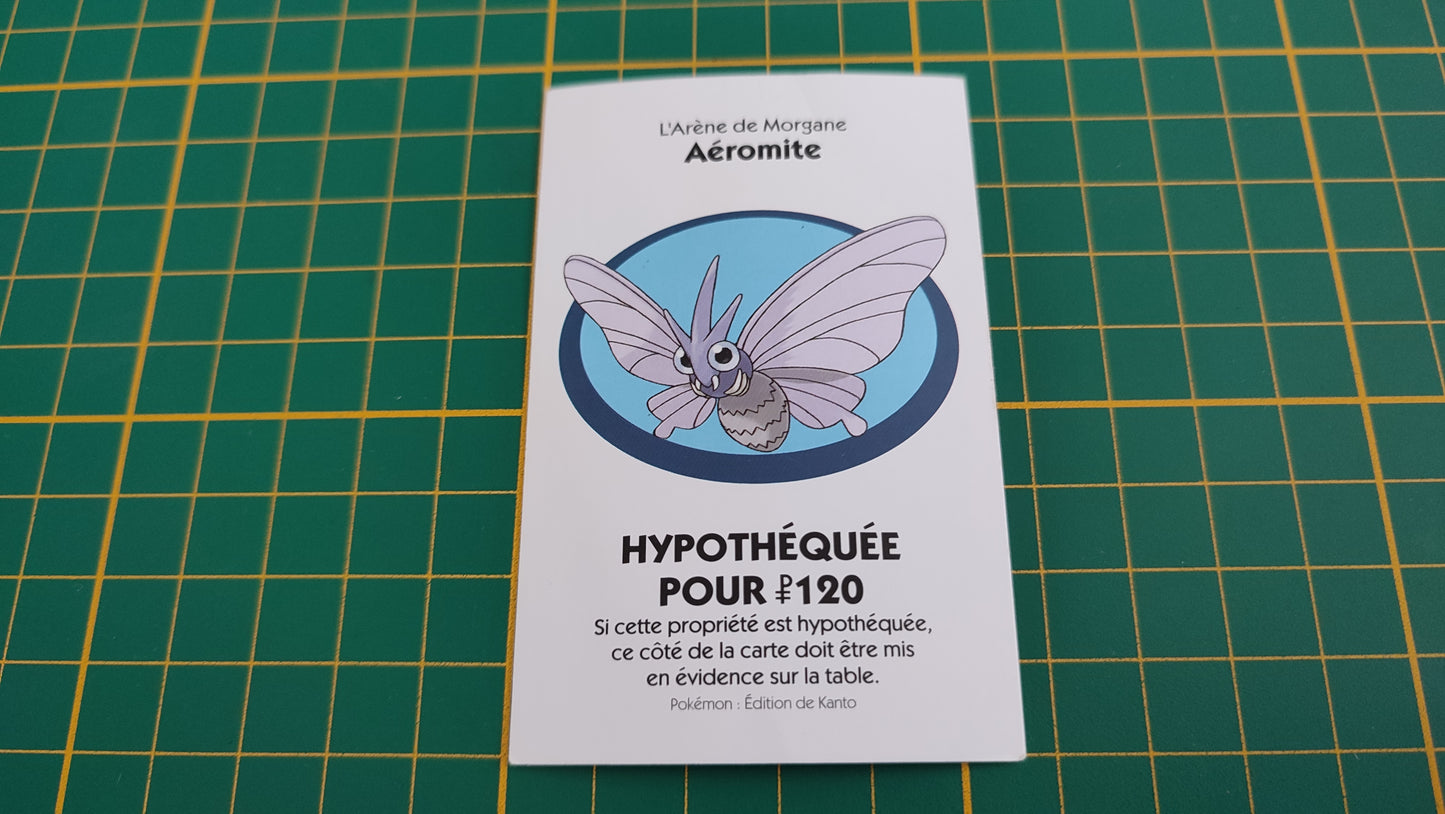 L'Arène de Morgane
Aéromite
HYPOTHÉQUÉE
POUR ₽120
Si cette propriété est hypothéquée,
ce côté de la carte doit être mis
en évidence sur la table.
Pokémon : Édition de Kanto